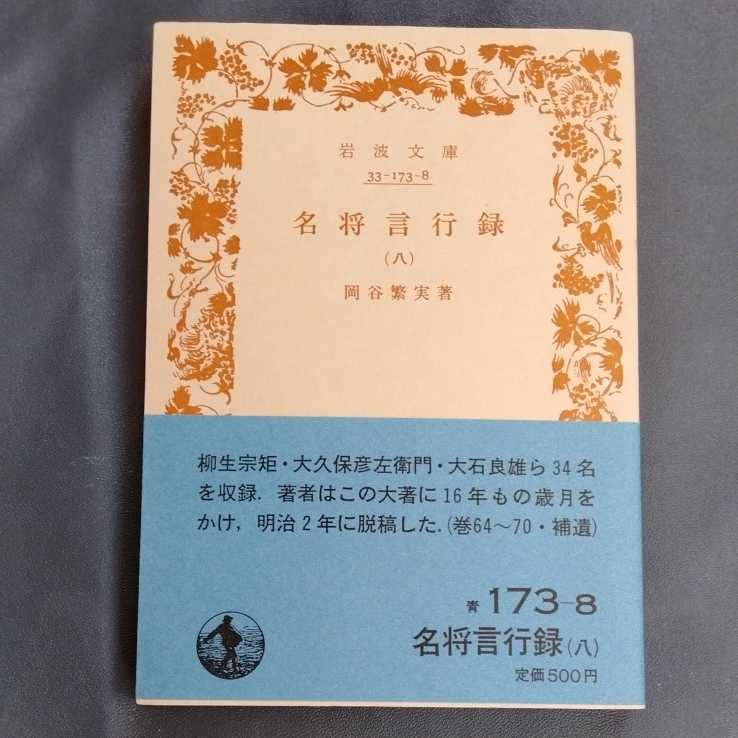 岩波文庫
33-173-8
名将言行録
(八)
岡谷繁実著
柳生宗矩・大久保彦左衛門・大石良雄ら34名
を収録. 著者はこの大著に16年もの歳月を
かけ, 明治2年に脱稿した.(巻64～70・補遺)
青 173-8
名将言行録(八)
定価500円